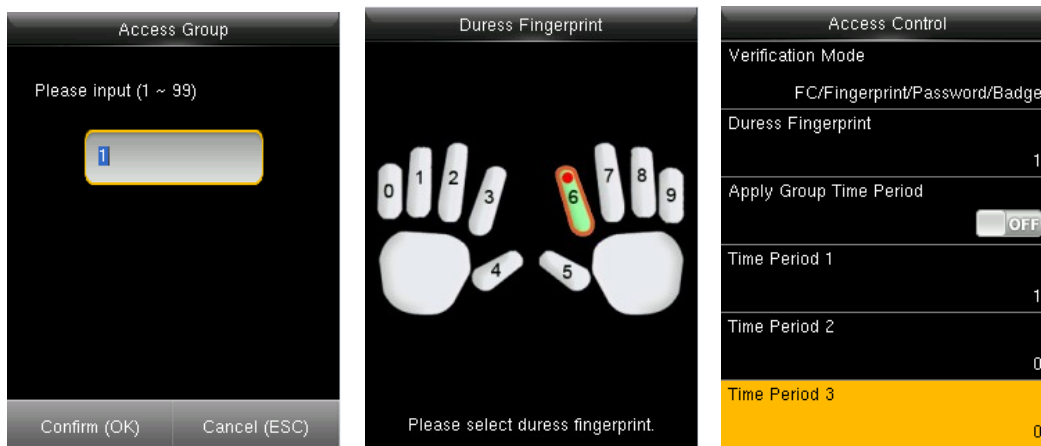 Access Group
Please input (1 ~ 99)
1
Confirm (OK)
Cancel (ESC)
Duress Fingerprint
0
1
2
3
4
5
6
7
8
9
Please select duress fingerprint.
Access Control
Verification Mode
FC/Fingerprint/Password/Badge
Duress Fingerprint
1
Apply Group Time Period
OFF
Time Period 1
1
Time Period 2
0
Time Period 3
0